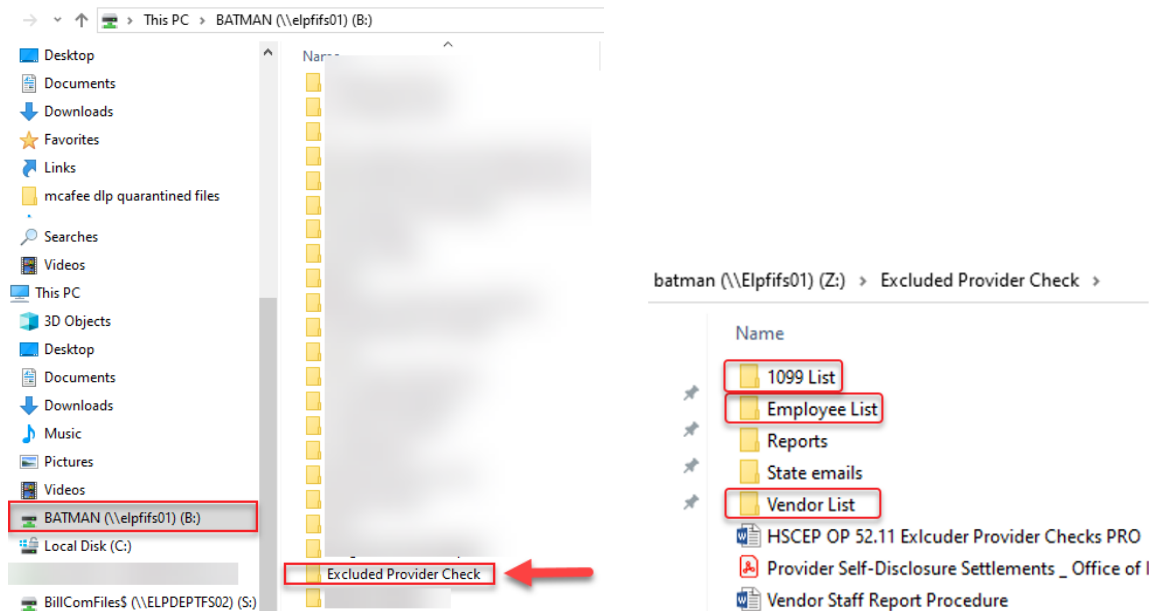 This PC > BATMAN (\\elpfifs01) (B:)
Desktop
Documents
Downloads
Favorites
Links
mcafee dlp quarantined files
Searches
Videos
This PC
3D Objects
Desktop
Documents
Downloads
Music
Pictures
Videos
BATMAN (\\elpfifs01) (B:)
Local Disk (C:)
BillComFiles$ (\\ELPDEPTFS02) (S:)
Excluded Provider Check
batman (\\Elpfifs01) (Z:) > Excluded Provider Check >
Name
1099 List
Employee List
Reports
State emails
Vendor List
HSCEP OP 52.11 Exlcuder Provider Checks PRO
Provider Self-Disclosure Settlements _ Office of
Vendor Staff Report Procedure